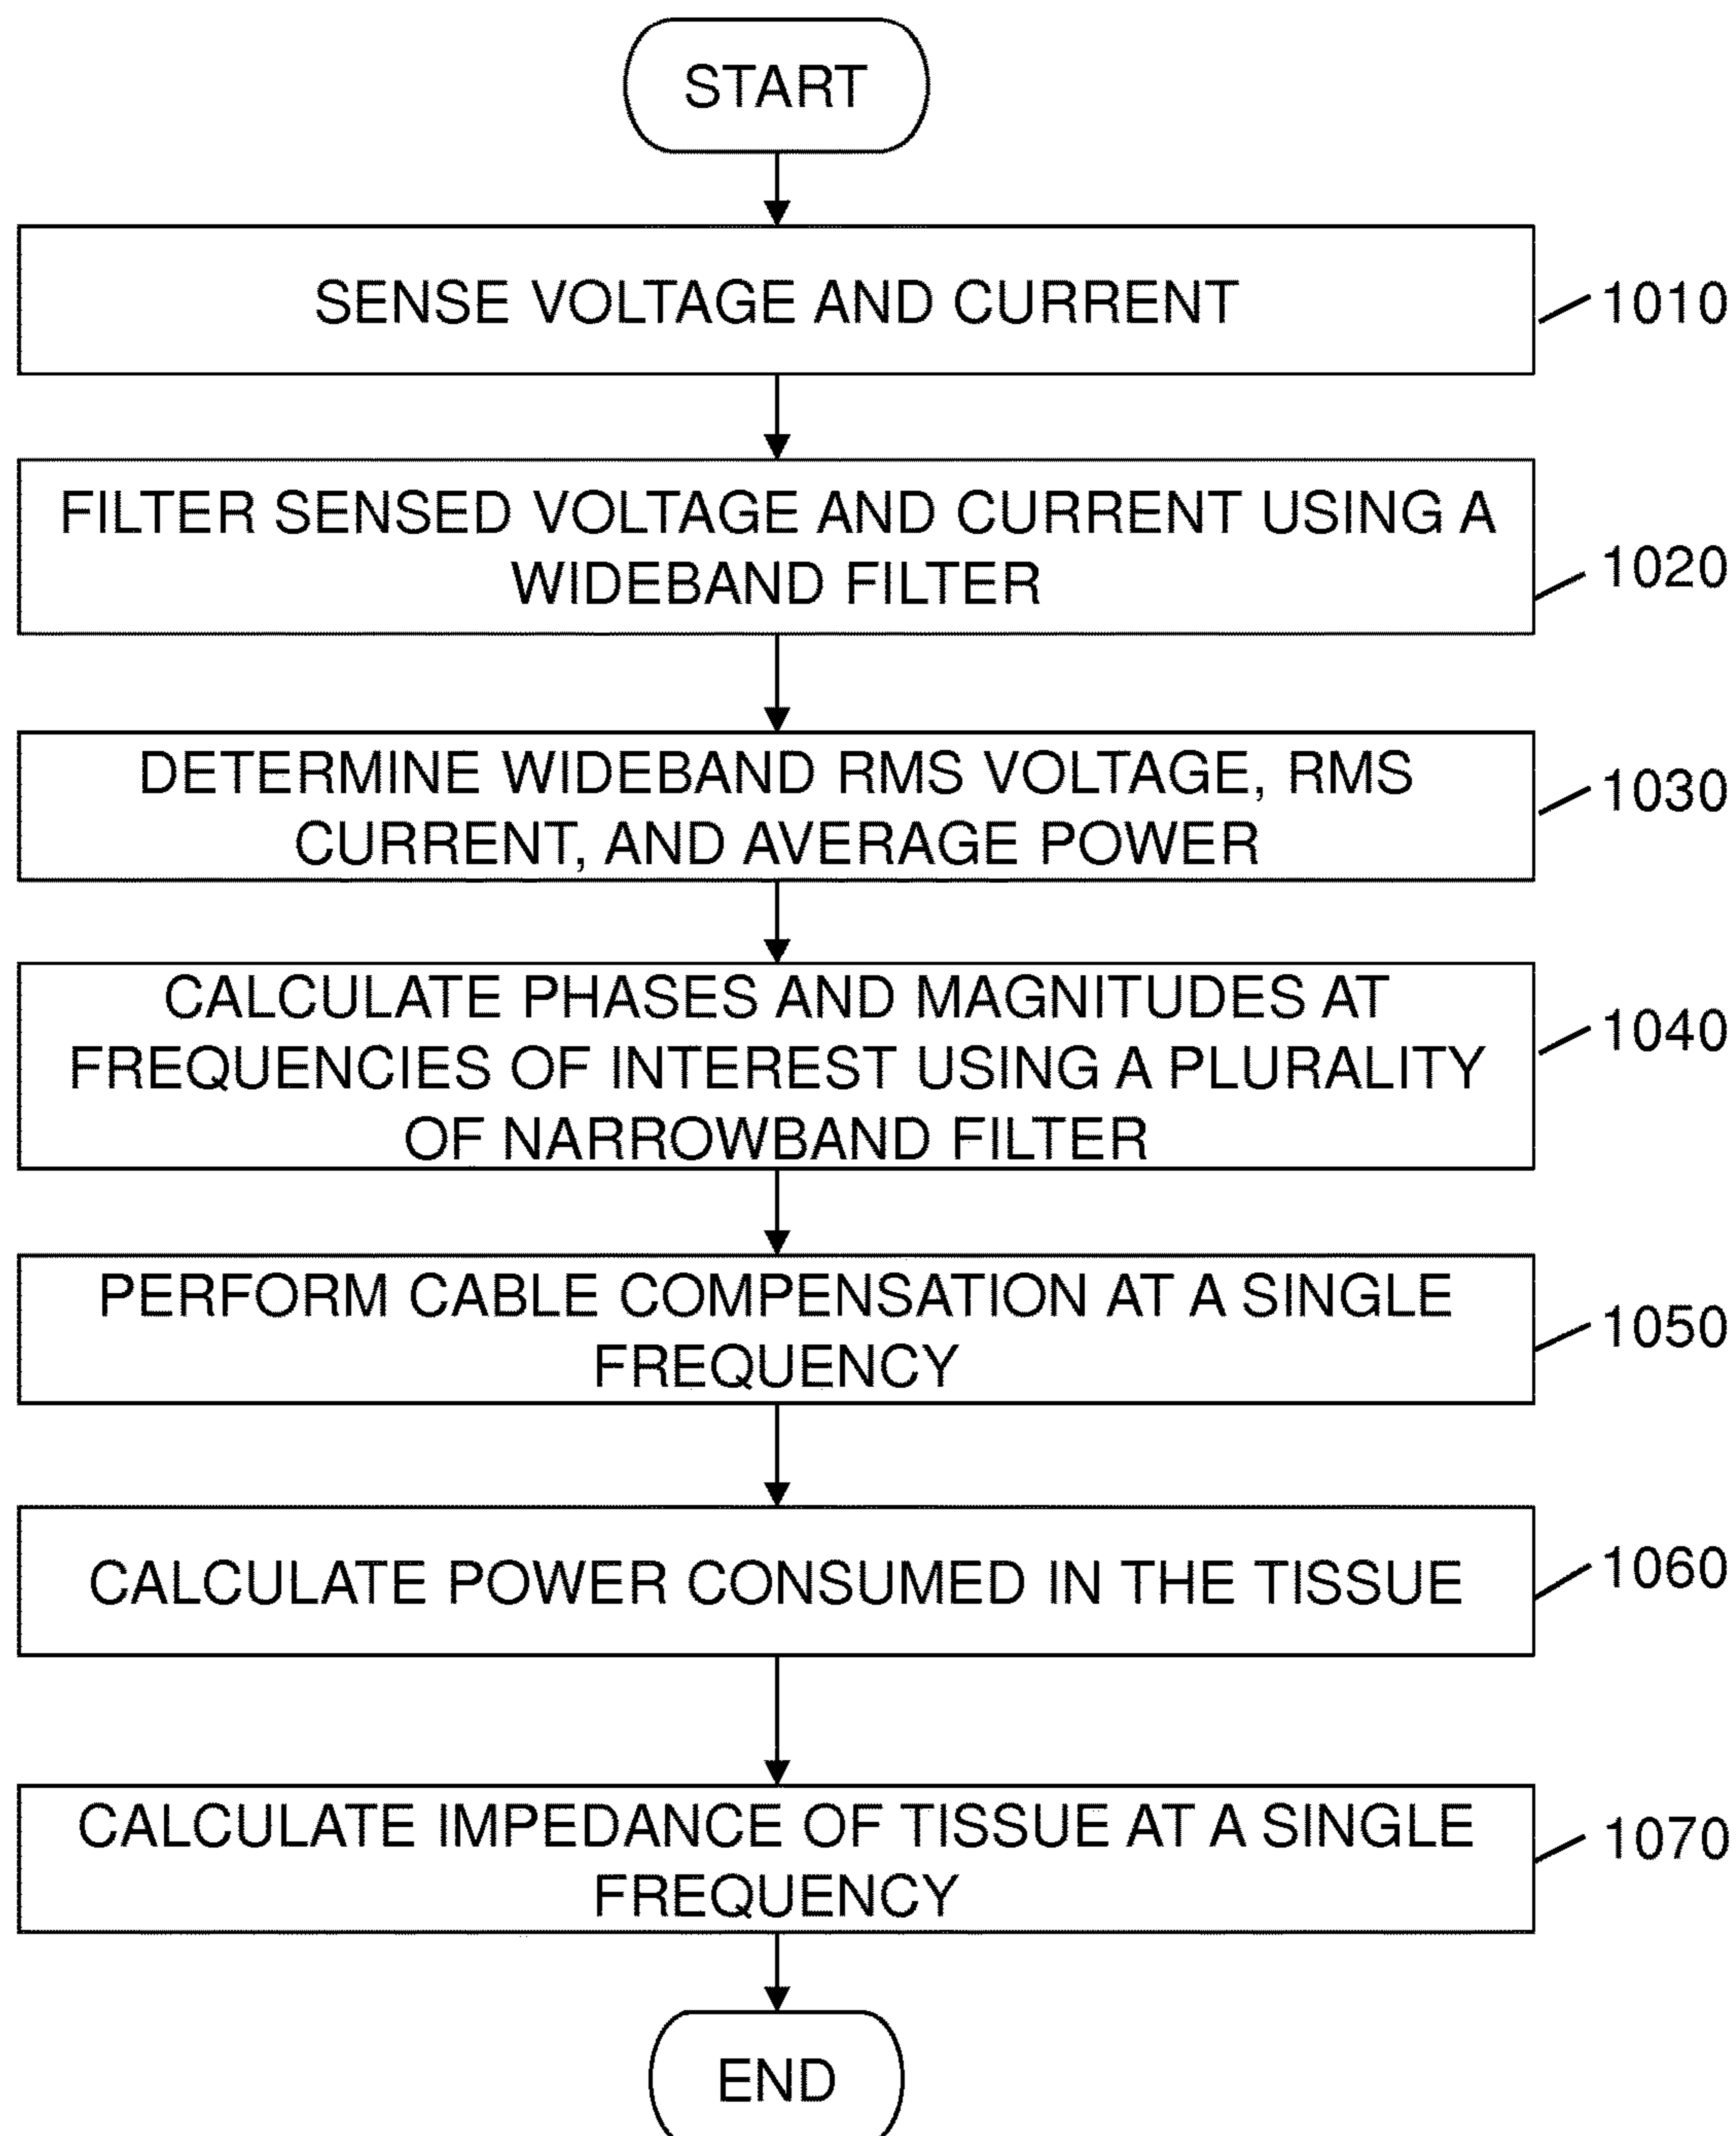 START
SENSE VOLTAGE AND CURRENT
1010
FILTER SENSED VOLTAGE AND CURRENT USING A
WIDEBAND FILTER
1020
DETERMINE WIDEBAND RMS VOLTAGE, RMS
CURRENT, AND AVERAGE POWER
1030
CALCULATE PHASES AND MAGNITUDES AT
FREQUENCIES OF INTEREST USING A PLURALITY
OF NARROWBAND FILTER
1040
PERFORM CABLE COMPENSATION AT A SINGLE
FREQUENCY
1050
CALCULATE POWER CONSUMED IN THE TISSUE
1060
CALCULATE IMPEDANCE OF TISSUE AT A SINGLE
FREQUENCY
1070
END